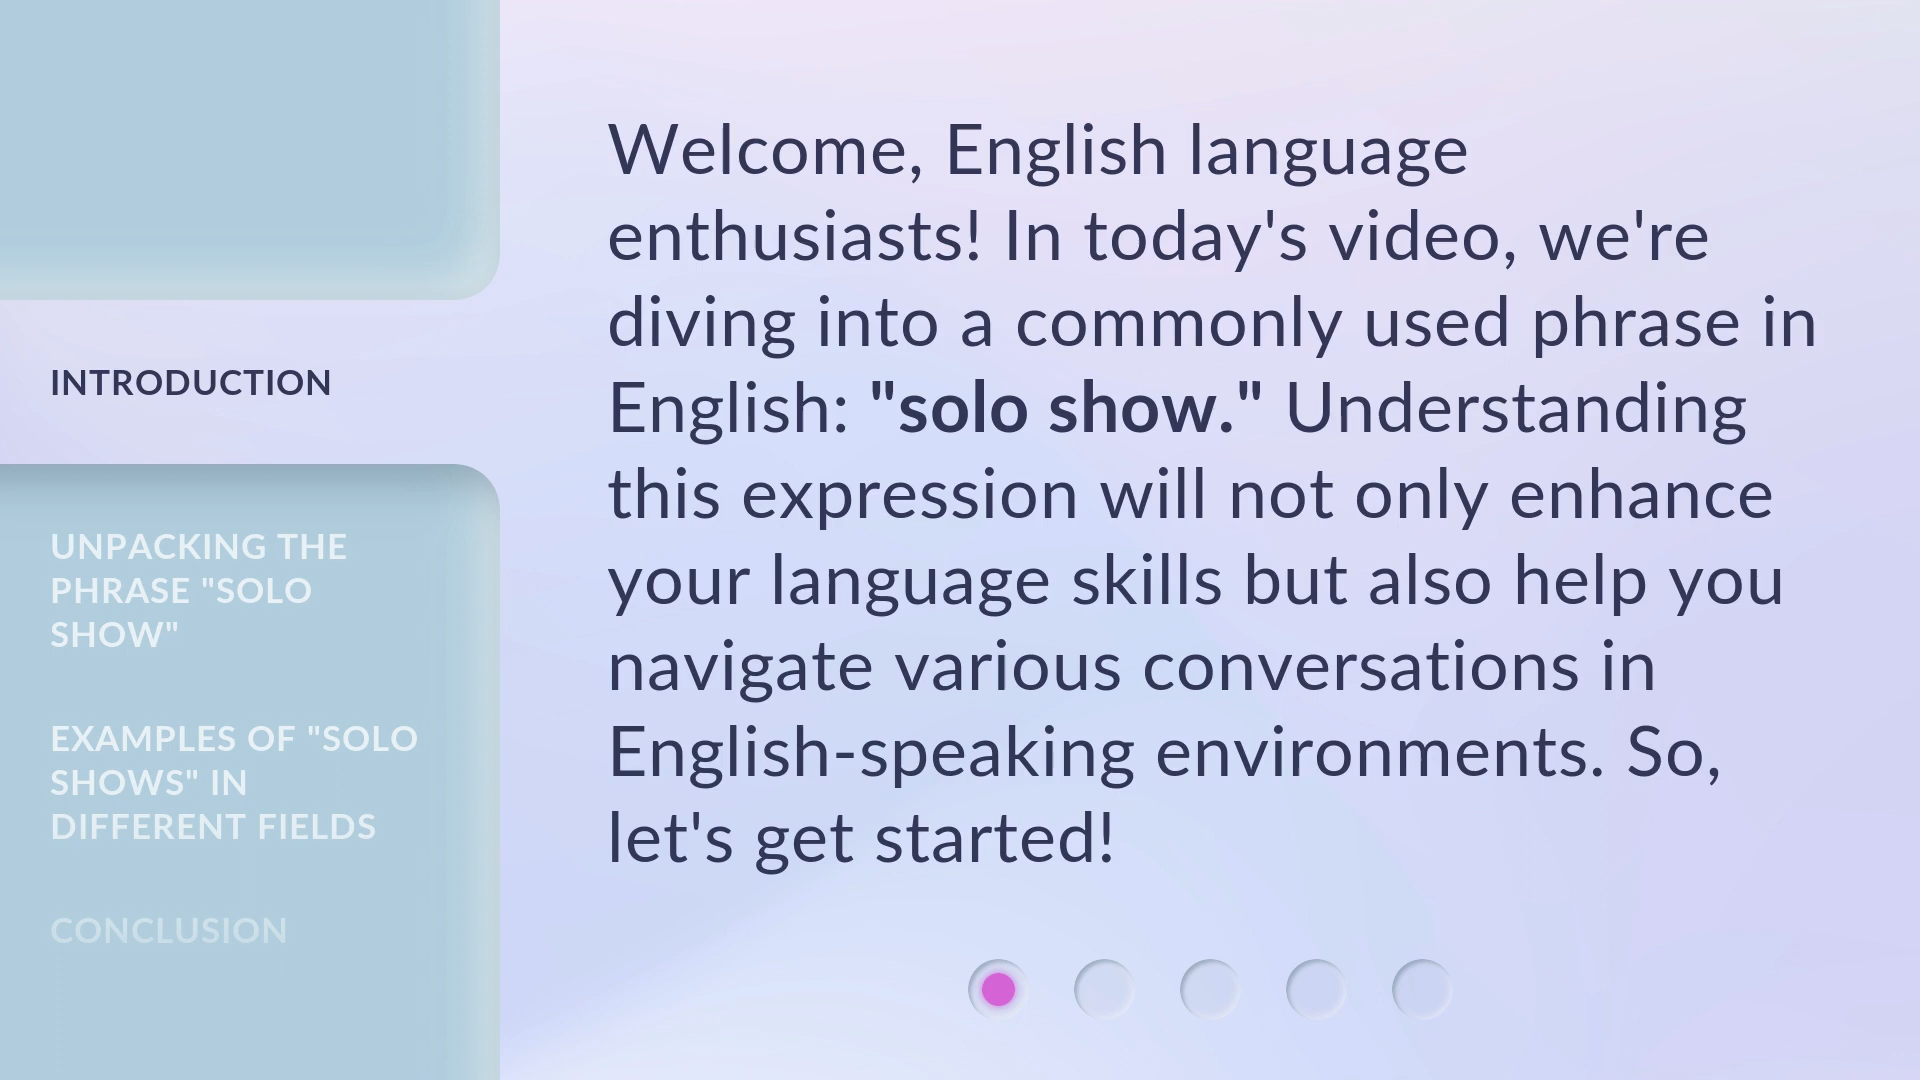 INTRODUCTION
UNPACKING THE
PHRASE "SOLO
SHOW"
EXAMPLES OF "SOLO
SHOWS" IN
DIFFERENT FIELDS
CONCLUSION
Welcome, English language
enthusiasts! In today's video, we're
diving into a commonly used phrase in
English: "solo show." Understanding
this expression will not only enhance
your language skills but also help you
navigate various conversations in
English-speaking environments. So,
let's get started!